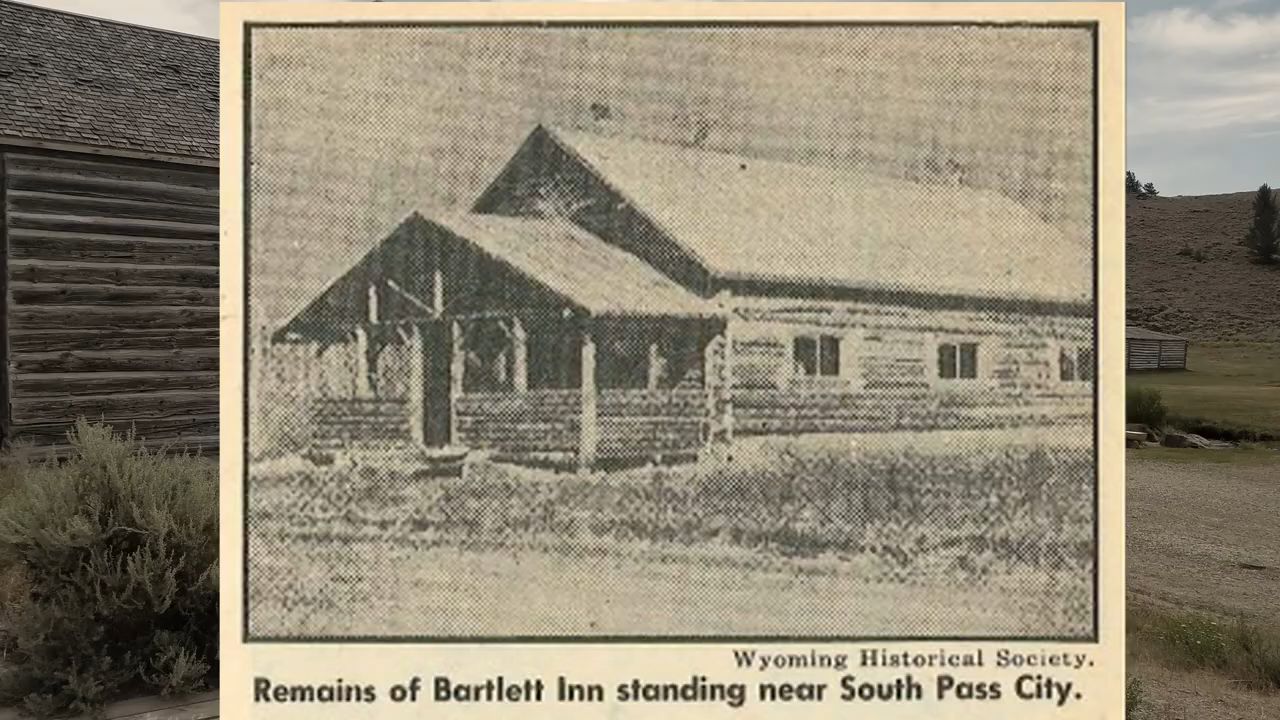 Wyoming Historical Society.
Remains of Bartlett Inn standing near South Pass City.